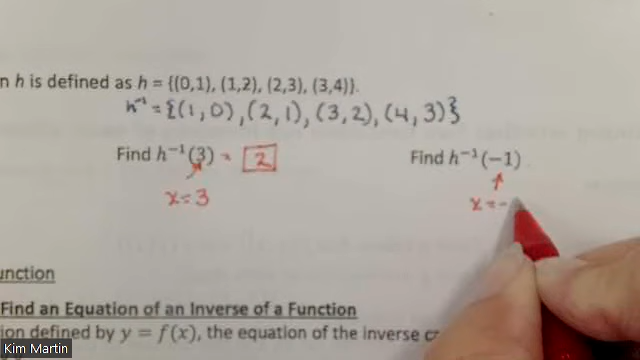 n h is defined as h = {(0,1), (1,2), (2,3), (3,4)}.
h⁻¹ = {(1,0), (2,1), (3,2), (4,3)}
Find h⁻¹(3) = 2
Find h⁻¹(−1)
x = 3
x = -
unction
Find an Equation of an Inverse of a Function
ion defined by y = f(x), the equation of the inverse
Kim Martin